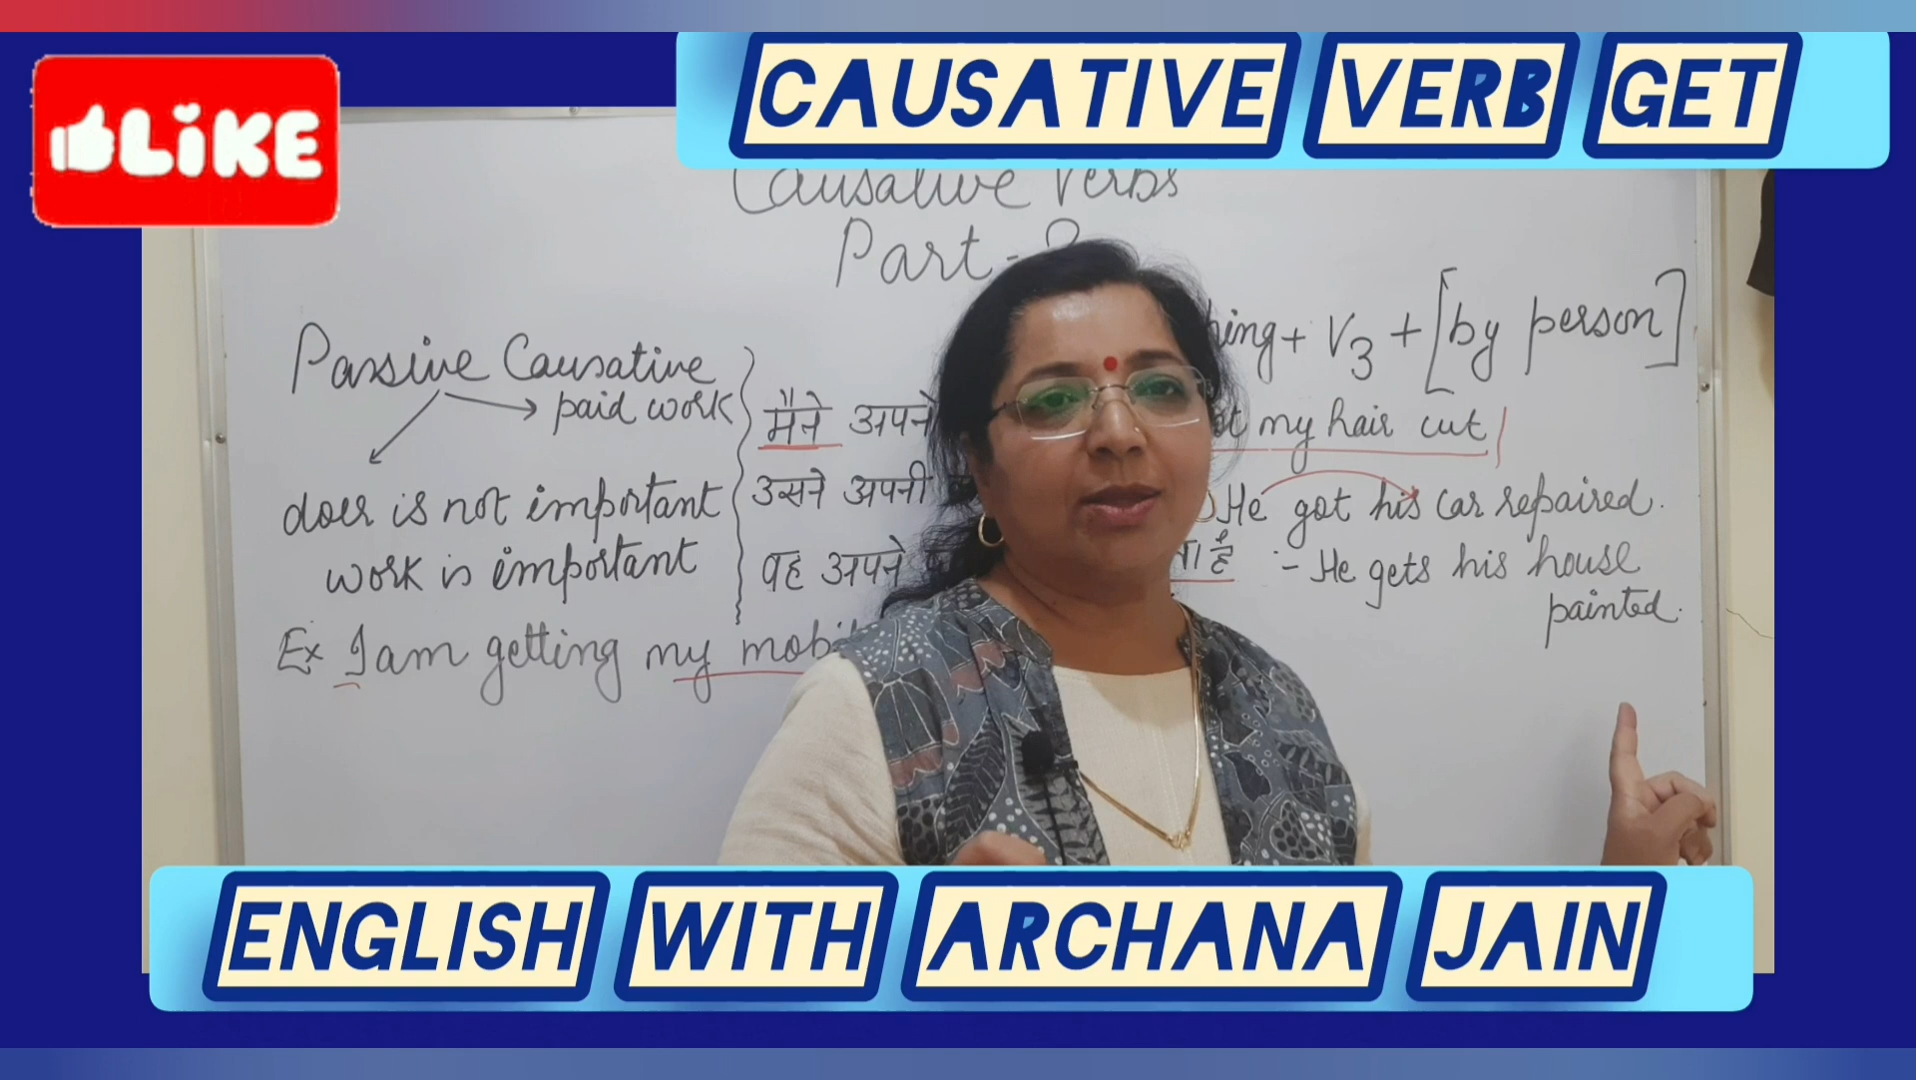 LIKE
CAUSATIVE VERB GET
Causative Verbs
Part-
Passive Causative
paid work
doer is not important
work is important
Ex I am getting my
+ V3 + [by person]
मैंने अपने
my hair cut
उसने अपनी
He got his car repaired.
वह अपने
है :- He gets his house
painted.
ENGLISH WITH ARCHANA JAIN